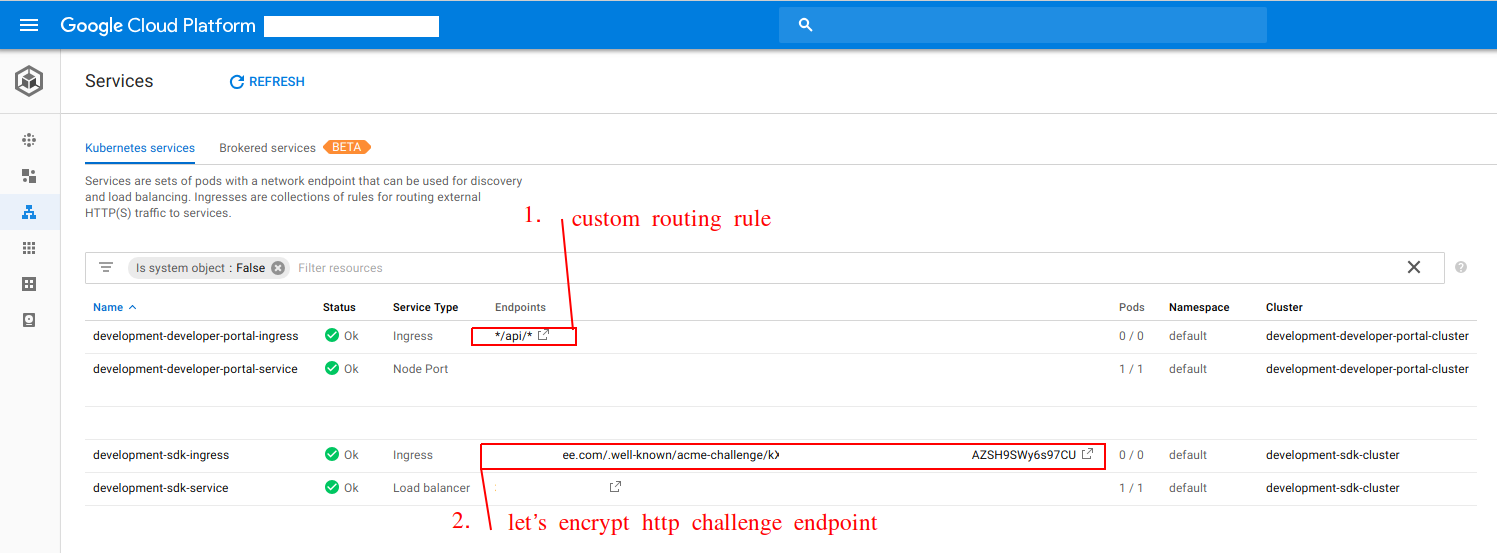 Google Cloud Platform
Services
REFRESH
Kubernetes services
Brokered services
BETA
Services are sets of pods with a network endpoint that can be used for discovery
and load balancing. Ingresses are collections of rules for routing external
HTTP(S) traffic to services.
1. custom routing rule
Is system object : False
Filter resources
Name Status Service Type Endpoints Pods Namespace Cluster
development-developer-portal-ingress Ok Ingress */api/* 0 / 0 default development-developer-portal-cluster
development-developer-portal-service Ok Node Port 1 / 1 default development-developer-portal-cluster
development-sdk-ingress Ok Ingress ee.com/.well-known/acme-challenge/kX AZSH9SWy6s97CU 0 / 0 default development-sdk-cluster
development-sdk-service Ok Load balancer 1 / 1 default development-sdk-cluster
2. let's encrypt http challenge endpoint